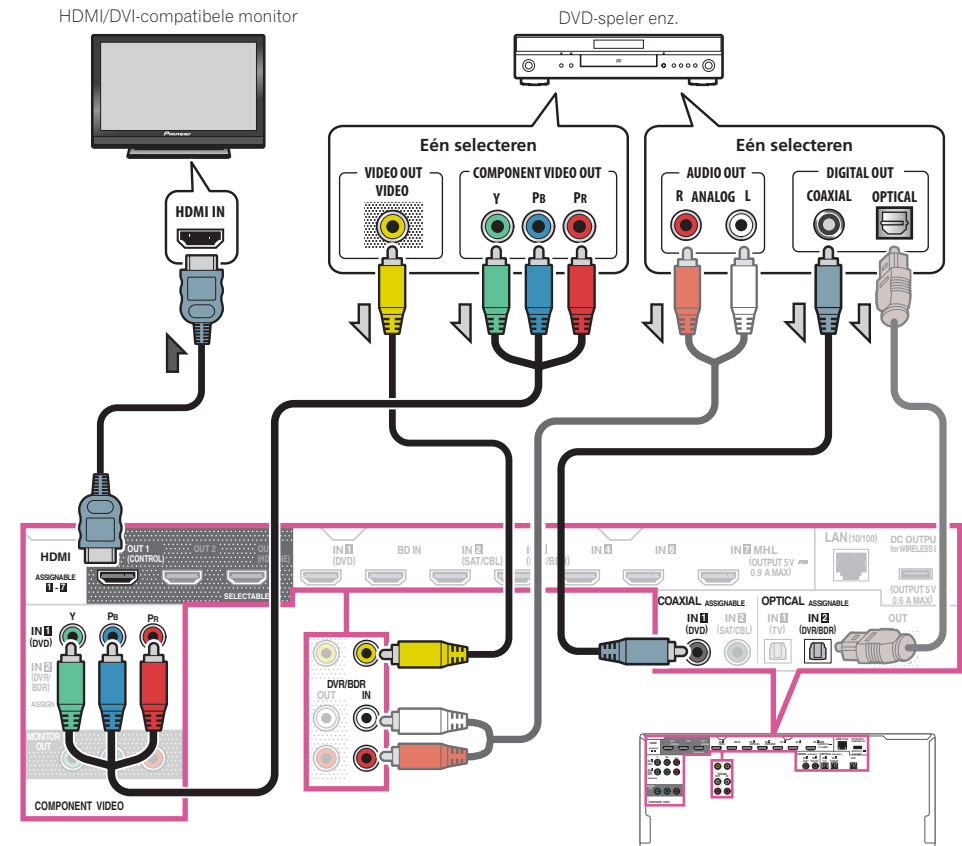 HDMI/DVI-compatibele monitor
DVD-speler enz.
Pioneer
HDMI IN
Eén selecteren
VIDEO OUT
VIDEO
COMPONENT VIDEO OUT
Y PB PR
Eén selecteren
AUDIO OUT
R ANALOG L
DIGITAL OUT
COAXIAL OPTICAL
HDMI
ASSIGNABLE
1 - 7
OUT 1
(CONTROL)
OUT 2
SELECTABLE
IN 1
(DVD)
BD IN
IN 2
(SAT/CBL)
IN 4
IN 6
IN 7 MHL
(OUTPUT 5V
0.9 A MAX)
LAN (10/100)
DC OUTPU
for WIRELESS L
(OUTPUT 5 V
0.6 A MAX)
COAXIAL ASSIGNABLE
IN 1
(DVD)
IN 2
(SAT/CBL)
OPTICAL ASSIGNABLE
IN 1
(TV)
IN 2
(DVR/BDR)
OUT
Y PB PR
IN 1
(DVD)
IN 2
(DVR/
BDR)
ASSIGN
MONITOR
OUT
COMPONENT VIDEO
DVR/BDR
OUT IN